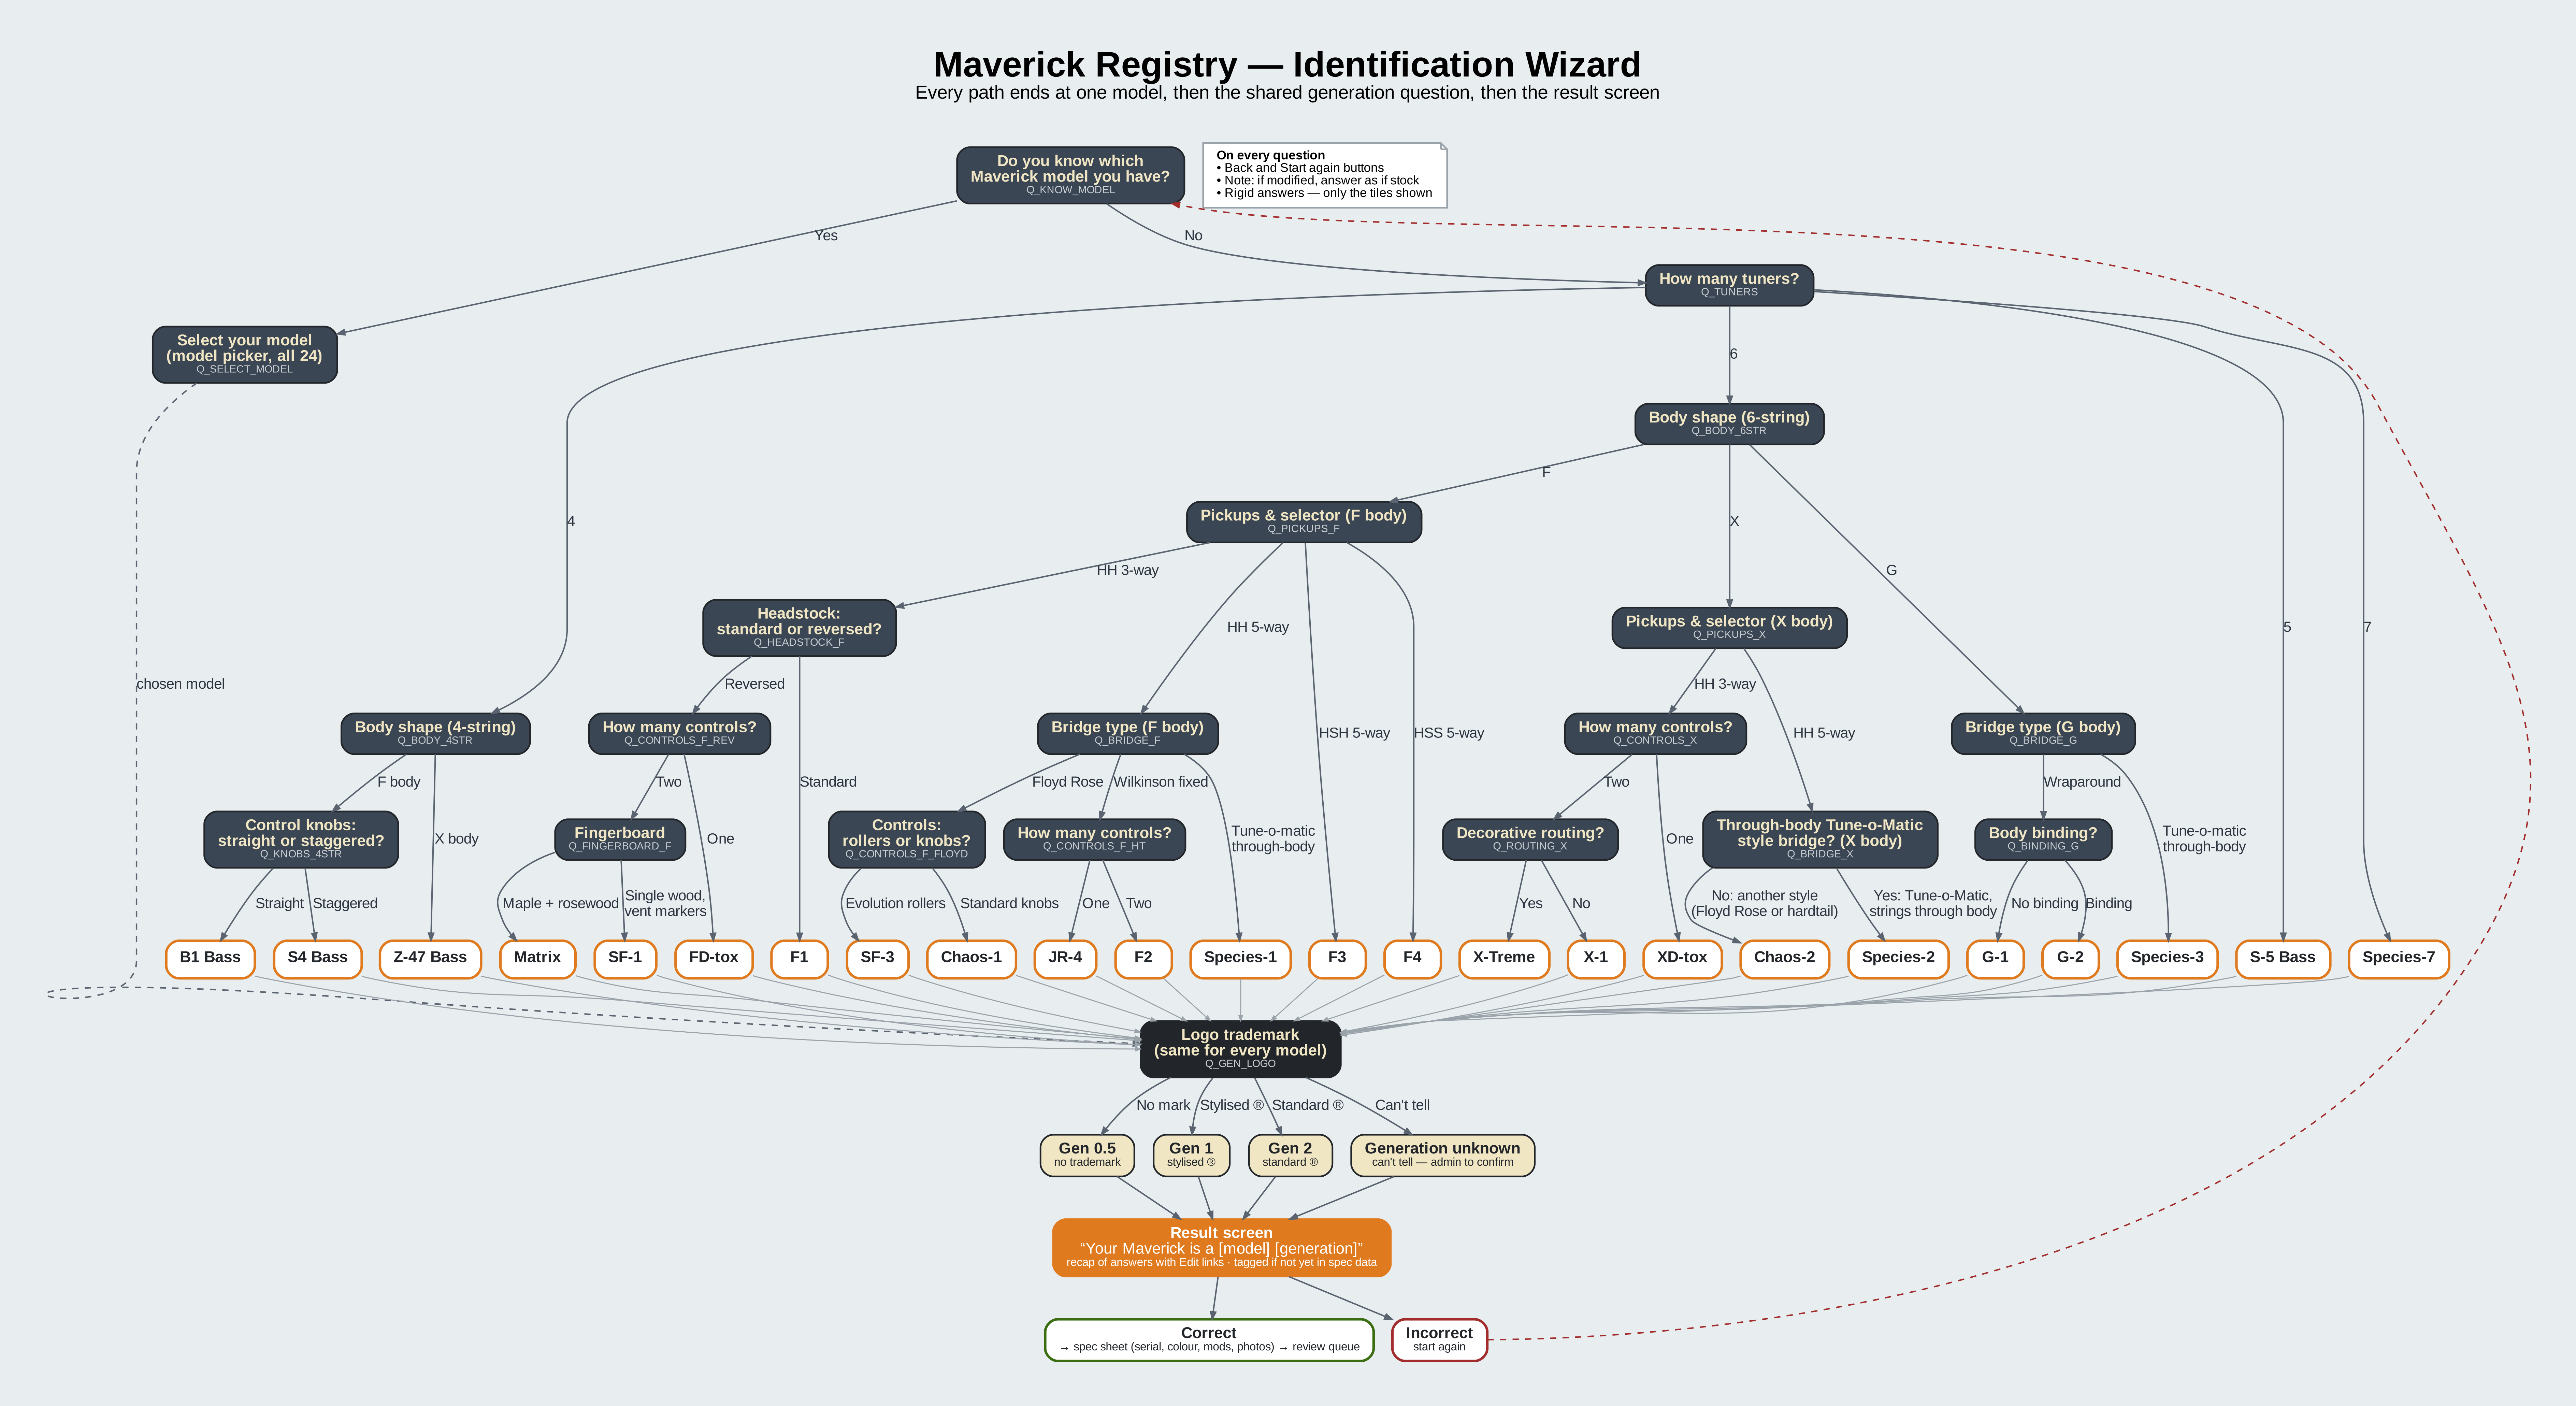 Maverick Registry — Identification Wizard
Every path ends at one model, then the shared generation question, then the result screen
Do you know which
Maverick model you have?
Q_KNOW_MODEL
On every question
• Back and Start again buttons
• Note: if modified, answer as if stock
• Rigid answers — only the tiles shown
Yes
No
How many tuners?
Q_TUNERS
Select your model
(model picker, all 24)
Q_SELECT_MODEL
6
Body shape (6-string)
Q_BODY_6STR
F
Pickups & selector (F body)
Q_PICKUPS_F
4
X
HH 3-way
G
Headstock:
standard or reversed?
Q_HEADSTOCK_F
HH 5-way
Pickups & selector (X body)
Q_PICKUPS_X
5
7
chosen model
Reversed
HH 3-way
Body shape (4-string)
Q_BODY_4STR
How many controls?
Q_CONTROLS_F_REV
Bridge type (F body)
Q_BRIDGE_F
HSH 5-way
HSS 5-way
How many controls?
Q_CONTROLS_X
HH 5-way
Bridge type (G body)
Q_BRIDGE_G
F body
Two
Standard
Floyd Rose
Wilkinson fixed
Two
Wraparound
Control knobs:
straight or staggered?
Q_KNOBS_4STR
X body
Fingerboard
Q_FINGERBOARD_F
One
Controls:
rollers or knobs?
Q_CONTROLS_F_FLOYD
How many controls?
Q_CONTROLS_F_HT
Tune-o-matic
through-body
Decorative routing?
Q_ROUTING_X
One
Through-body Tune-o-Matic
style bridge? (X body)
Q_BRIDGE_X
Body binding?
Q_BINDING_G
Tune-o-matic
through-body
Straight
Staggered
Maple + rosewood
Single wood,
vent markers
Evolution rollers
Standard knobs
One
Two
Yes
No
No: another style
(Floyd Rose or hardtail)
Yes: Tune-o-Matic,
strings through body
No binding
Binding
B1 Bass
S4 Bass
Z-47 Bass
Matrix
SF-1
FD-tox
F1
SF-3
Chaos-1
JR-4
F2
Species-1
F3
F4
X-Treme
X-1
XD-tox
Chaos-2
Species-2
G-1
G-2
Species-3
S-5 Bass
Species-7
Logo trademark
(same for every model)
Q_GEN_LOGO
No mark
Stylised ®
Standard ®
Can't tell
Gen 0.5
no trademark
Gen 1
stylised ®
Gen 2
standard ®
Generation unknown
can't tell — admin to confirm
Result screen
“Your Maverick is a [model] [generation]”
recap of answers with Edit links · tagged if not yet in spec data
Correct
→ spec sheet (serial, colour, mods, photos) → review queue
Incorrect
start again